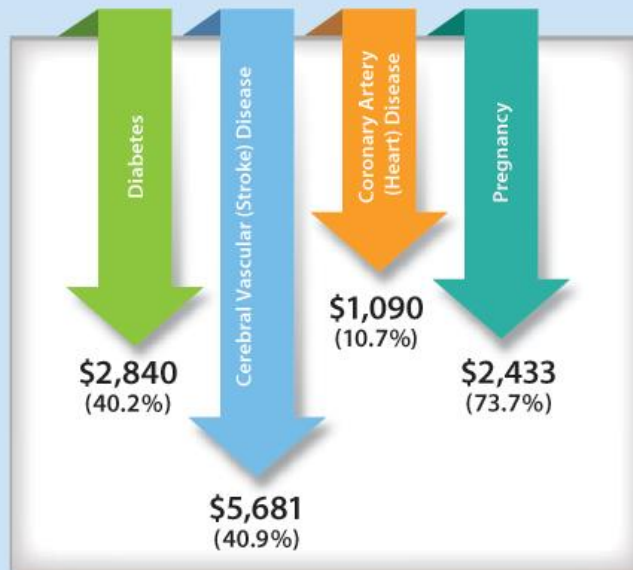 Diabetes
$2,840
(40.2%)
Cerebral Vascular (Stroke) Disease
$5,681
(40.9%)
Coronary Artery
(Heart) Disease
$1,090
(10.7%)
Pregnancy
$2,433
(73.7%)